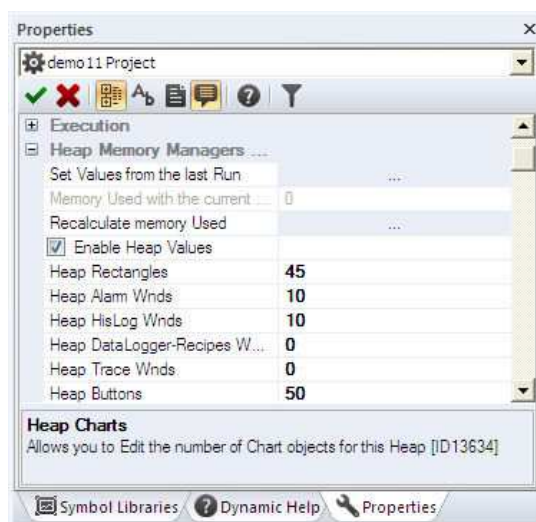 Properties
demo11 Project
Execution
Heap Memory Managers ...
Set Values from the last Run ...
Memory Used with the current ... 0
Recalculate memory Used ...
Enable Heap Values
Heap Rectangles 45
Heap Alarm Wnds 10
Heap HisLog Wnds 10
Heap DataLogger-Recipes W... 0
Heap Trace Wnds 0
Heap Buttons 50
Heap Charts
Allows you to Edit the number of Chart objects for this Heap [ID13634]
Symbol Libraries Dynamic Help Properties